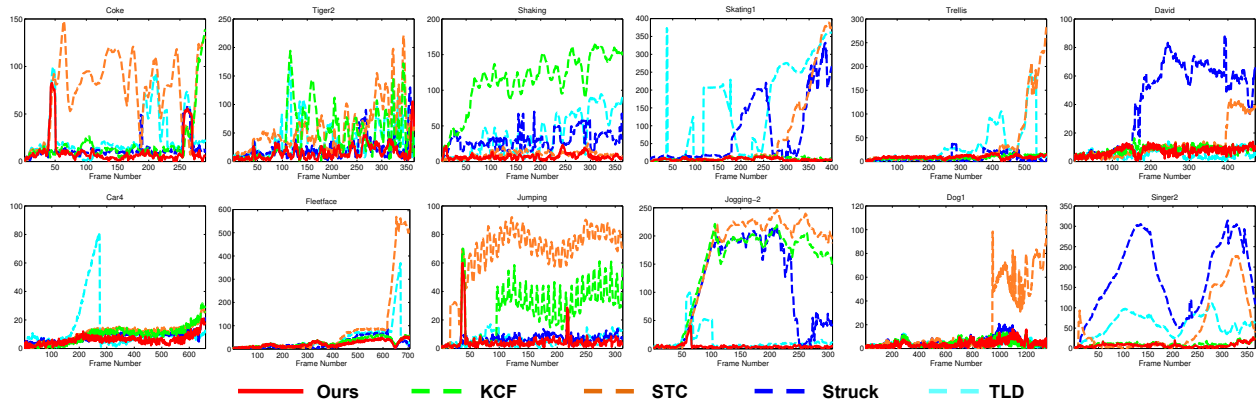 Coke Tiger2 Shaking Skating1 Trellis David
150 100 50 0
50 100 150 200 250
Frame Number
250 200 150 100 50 0
50 100 150 200 250 300 350
Frame Number
200 150 100 50 0
50 100 150 200 250 300 350
Frame Number
400 350 300 250 200 150 100 50 0
50 100 150 200 250 300 350 400
Frame Number
300 250 200 150 100 50 0
100 200 300 400 500
Frame Number
100 80 60 40 20 0
100 200 300 400
Frame Number
Car4 Fleetface Jumping Jogging-2 Dog1 Singer2
100 80 60 40 20 0
100 200 300 400 500 600
Frame Number
600 500 400 300 200 100 0
100 200 300 400 500 600 700
Frame Number
100 80 60 40 20 0
50 100 150 200 250 300
Frame Number
250 200 150 100 50 0
50 100 150 200 250 300
Frame Number
120 100 80 60 40 20 0
200 400 600 800 1000 1200
Frame Number
350 300 250 200 150 100 50 0
50 100 150 200 250 300 350
Frame Number
Ours KCF STC Struck TLD